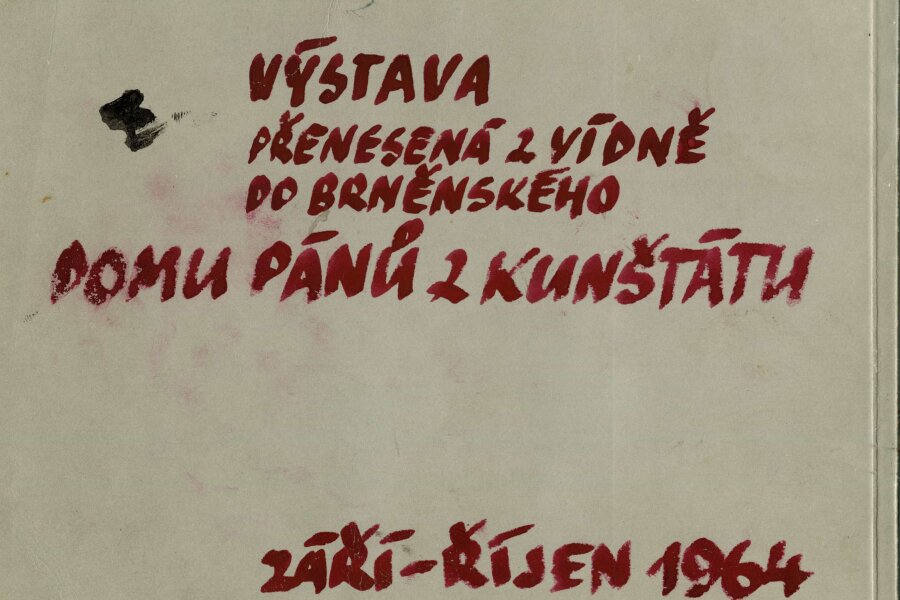 VÝSTAVA
PŘENESENÁ Z VÍDNĚ
DO BRNĚNSKÉHO
DOMU PÁNŮ Z KUNŠTÁTU
ZÁŘÍ-ŘÍJEN 1964